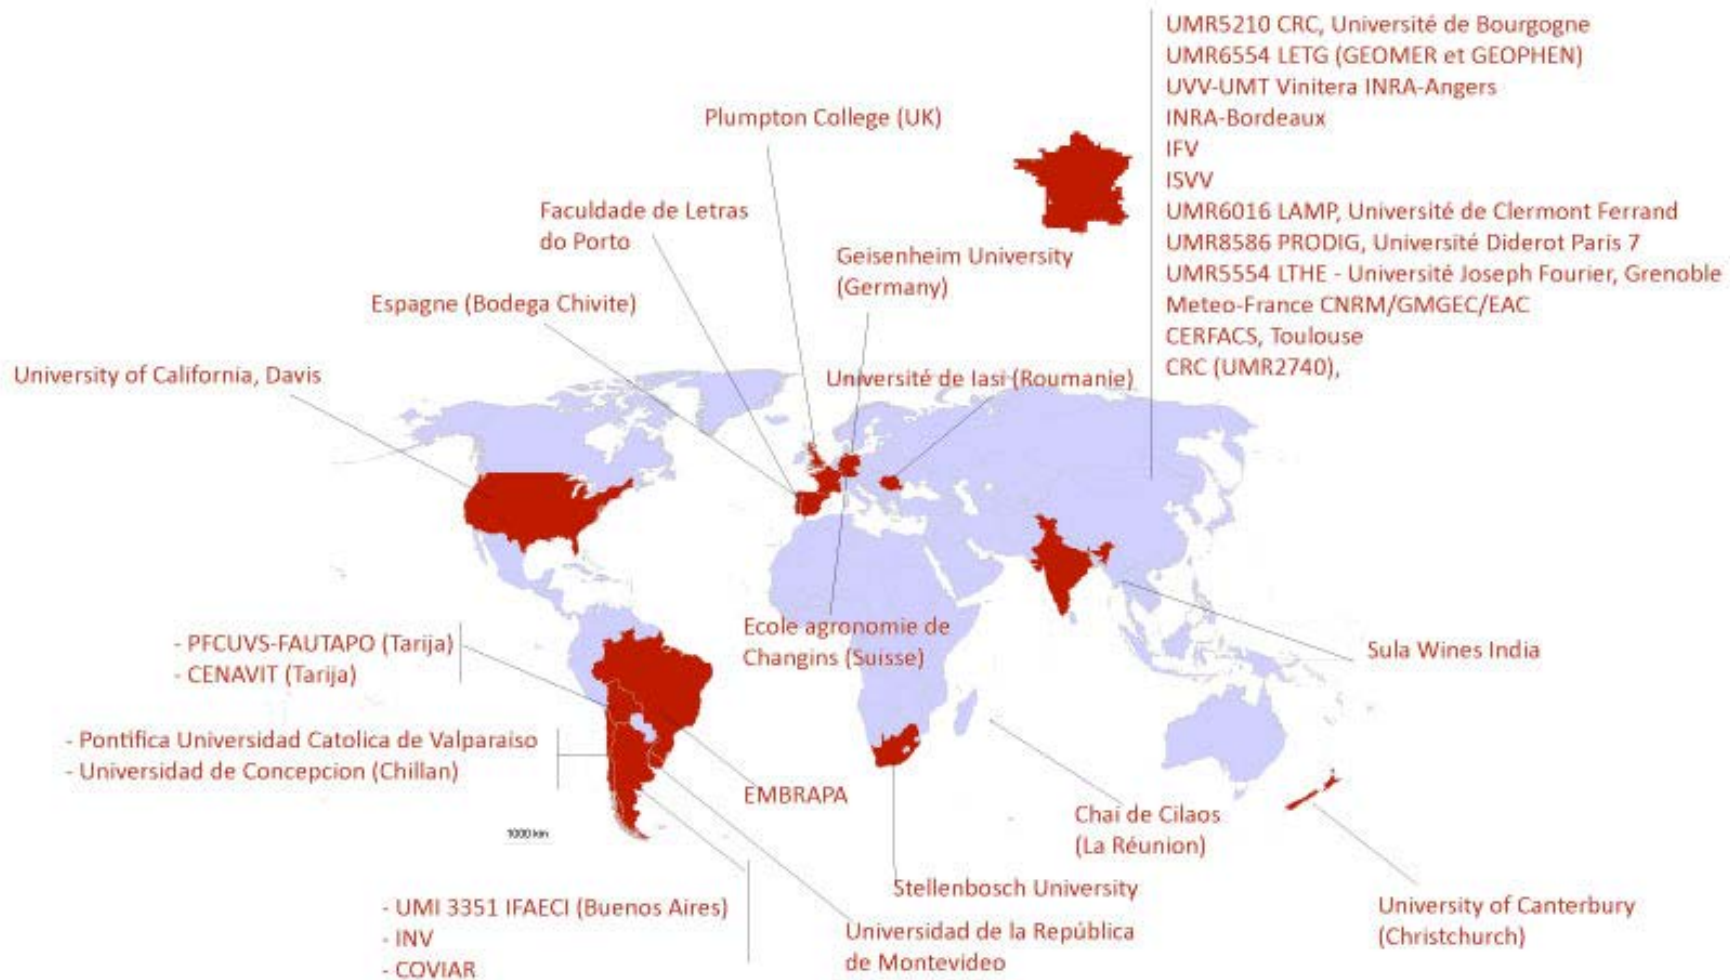 UMR5210 CRC, Université de Bourgogne
UMR6554 LETG (GEOMER et GEOPHEN)
UVV-UMT Vinitera INRA-Angers
INRA-Bordeaux
IFV
ISVV
UMR6016 LAMP, Université de Clermont Ferrand
UMR8586 PRODIG, Université Diderot Paris 7
UMR5554 LTHE - Université Joseph Fourier, Grenoble
Meteo-France CNRM/GMGEC/EAC
CERFACS, Toulouse
CRC (UMR2740),
Plumpton College (UK)
Faculdade de Letras
do Porto
Geisenheim University
(Germany)
Espagne (Bodega Chivite)
University of California, Davis
Université de Iasi (Roumanie)
Ecole agronomie de
Changins (Suisse)
Sula Wines India
- PFCUVS-FAUTAPO (Tarija)
- CENAVIT (Tarija)
- Pontifica Universidad Catolica de Valparaiso
- Universidad de Concepcion (Chillan)
EMBRAPA
Chai de Cilaos
(La Réunion)
1000 km
Stellenbosch University
- UMI 3351 IFAECI (Buenos Aires)
- INV
- COVIAR
Universidad de la República
de Montevideo
University of Canterbury
(Christchurch)